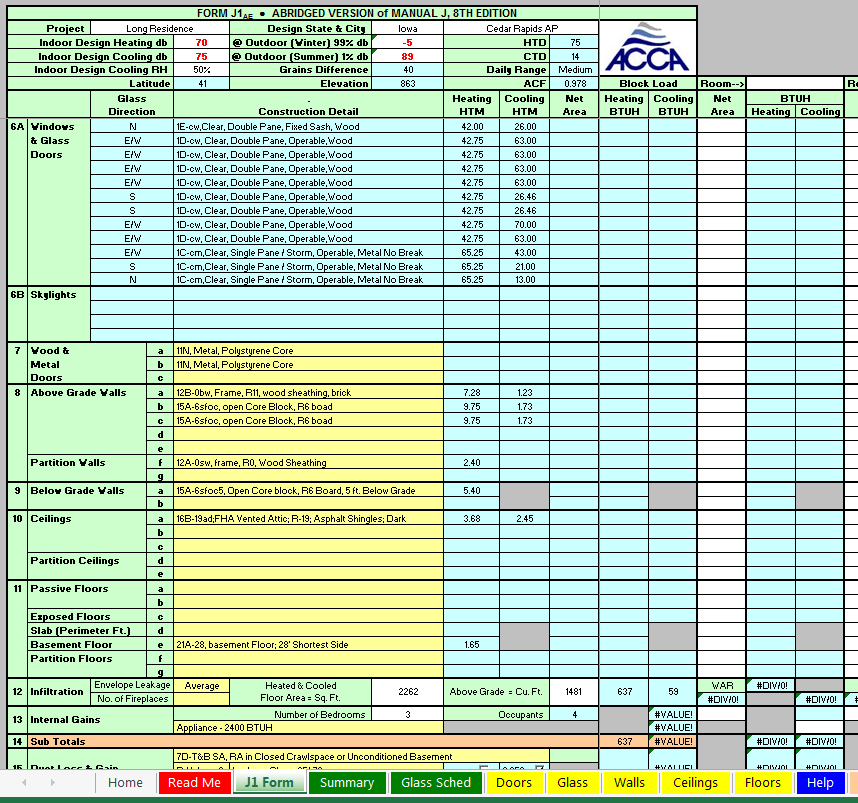 FORM J1AE • ABRIDGED VERSION of MANUAL J, 8TH EDITION
Project Long Residence Design State & City Iowa Cedar Rapids AP
Indoor Design Heating db 70 @ Outdoor (Winter) 99% db -5 HTD 75
Indoor Design Cooling db 75 @ Outdoor (Summer) 1% db 89 CTD 14
Indoor Design Cooling RH 50% Grains Difference 40 Daily Range Medium
ACCA
Latitude 41 Elevation 863 ACF 0.978 Block Load Room-->
Glass . Heating Cooling Net Heating Cooling Net BTUH
Direction Construction Detail HTM HTM Area BTUH BTUH Area Heating Cooling
6A Windows N 1E-cw,Clear, Double Pane, Fixed Sash, Wood 42.00 26.00
& Glass E/W 1D-cw,Clear, Double Pane, Operable,Wood 42.75 63.00
Doors E/W 1D-cw,Clear, Double Pane, Operable,Wood 42.75 63.00
E/W 1D-cw,Clear, Double Pane, Operable,Wood 42.75 63.00
E/W 1D-cw,Clear, Double Pane, Operable,Wood 42.75 63.00
S 1D-cw,Clear, Double Pane, Operable,Wood 42.75 26.46
S 1D-cw,Clear, Double Pane, Operable,Wood 42.75 26.46
E/W 1D-cw,Clear, Double Pane, Operable,Wood 42.75 70.00
E/W 1D-cw,Clear, Double Pane, Operable,Wood 42.75 63.00
E/W 1C-cm,Clear, Single Pane / Storm, Operable, Metal No Break 65.25 43.00
S 1C-cm,Clear, Single Pane / Storm, Operable, Metal No Break 65.25 21.00
N 1C-cm,Clear, Single Pane / Storm, Operable, Metal No Break 65.25 13.00
6B Skylights
7 Wood & a 11N, Metal, Polystyrene Core
Metal b 11N, Metal, Polystyrene Core
Doors c
8 Above Grade Walls a 12B-0bw, Frame, R11, wood sheathing, brick 7.28 1.23
b 15A-6sfoc, open Core Block, R6 boad 9.75 1.73
c 15A-6sfoc, open Core Block, R6 boad 9.75 1.73
d
e
Partition Walls f 12A-0sw, frame, R0, Wood Sheathing 2.40
g
9 Below Grade Walls a 15A-6sfoc5, Open Core block, R6 Board, 5 ft. Below Grade 5.40
b
10 Ceilings a 16B-19ad;FHA Vented Attic; R-19; Asphalt Shingles; Dark 3.68 2.45
b
c
Partition Ceilings d
e
11 Passive Floors a
b
Exposed Floors c
Slab (Perimeter Ft.) d
Basement Floor e 21A-28, basement Floor; 28' Shortest Side 1.65
Partition Floors f
g
12 Infiltration Envelope Leakage Average Heated & Cooled 2262 Above Grade = Cu. Ft. 1481 637 59 WAR #DIV/0!
No. of Fireplaces Floor Area = Sq. Ft. #DIV/0! #DIV/0!
13 Internal Gains Number of Bedrooms 3 Occupants 4 #VALUE!
Appliance - 2400 BTUH #VALUE!
14 Sub Totals 637 #VALUE! #DIV/0! #DIV/0!
15 Duct Loss & Gain 7D-T&B SA, RA in Closed Crawlspace or Unconditioned Basement
Home Read Me J1 Form Summary Glass Sched Doors Glass Walls Ceilings Floors Help